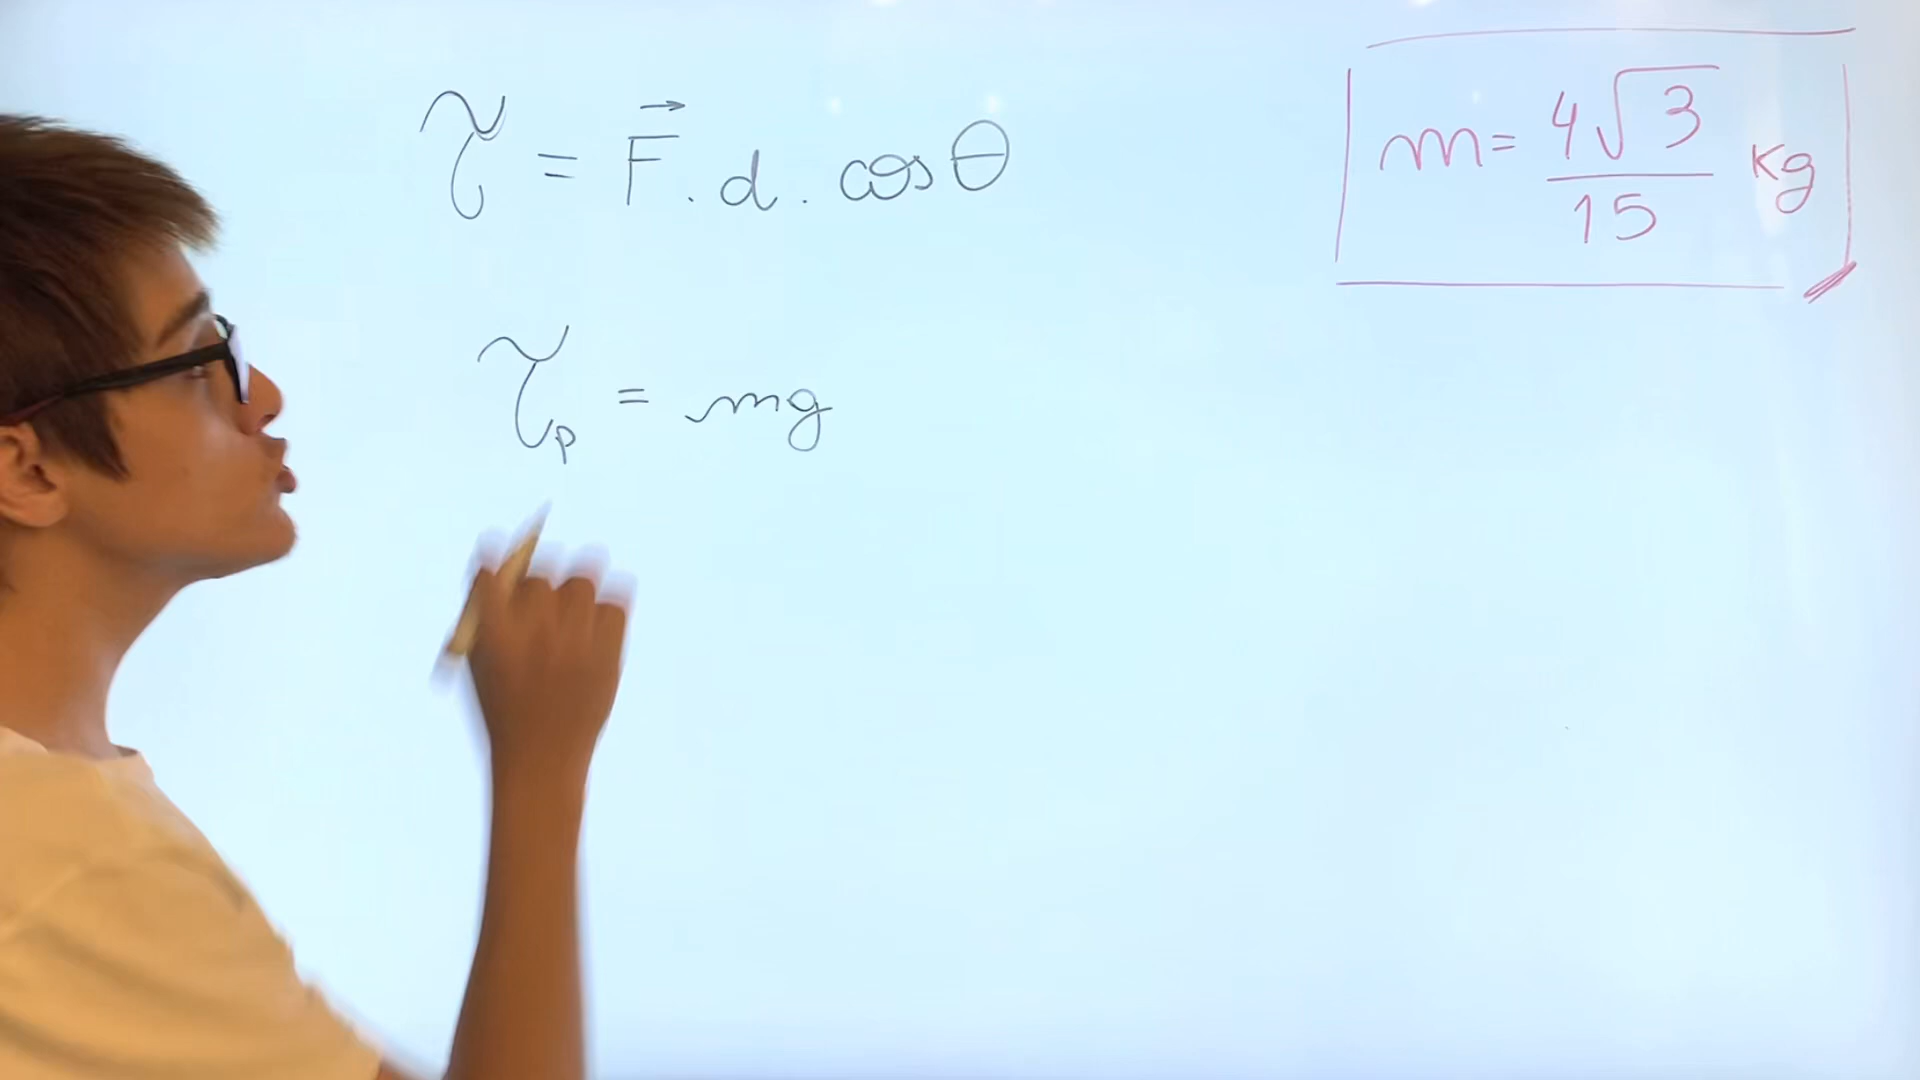 τ = F⃗ . d . cos θ
m = 4√3/15 kg
τp = mg